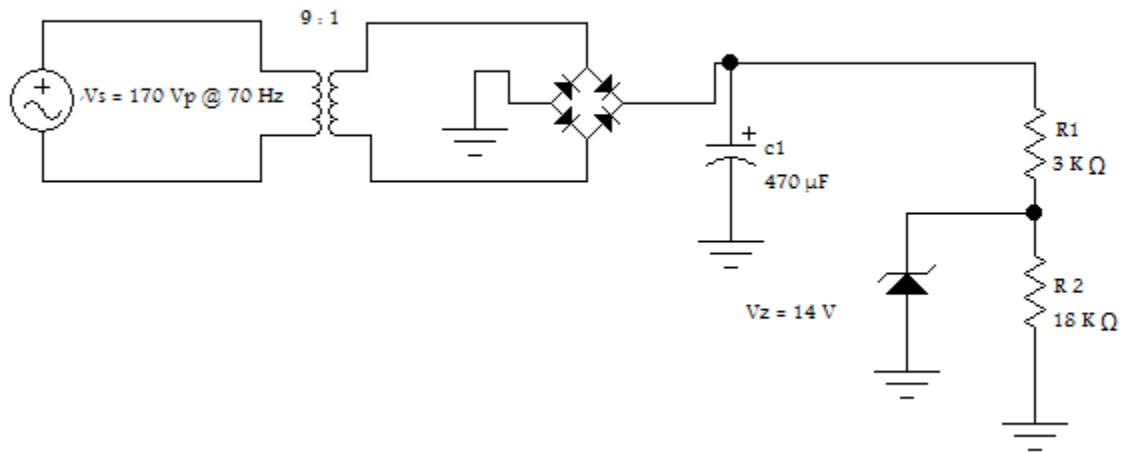 9 : 1
+
Vs = 170 Vp @ 70 Hz
+
c1
470 µF
R1
3 K Ω
Vz = 14 V
R 2
18 K Ω